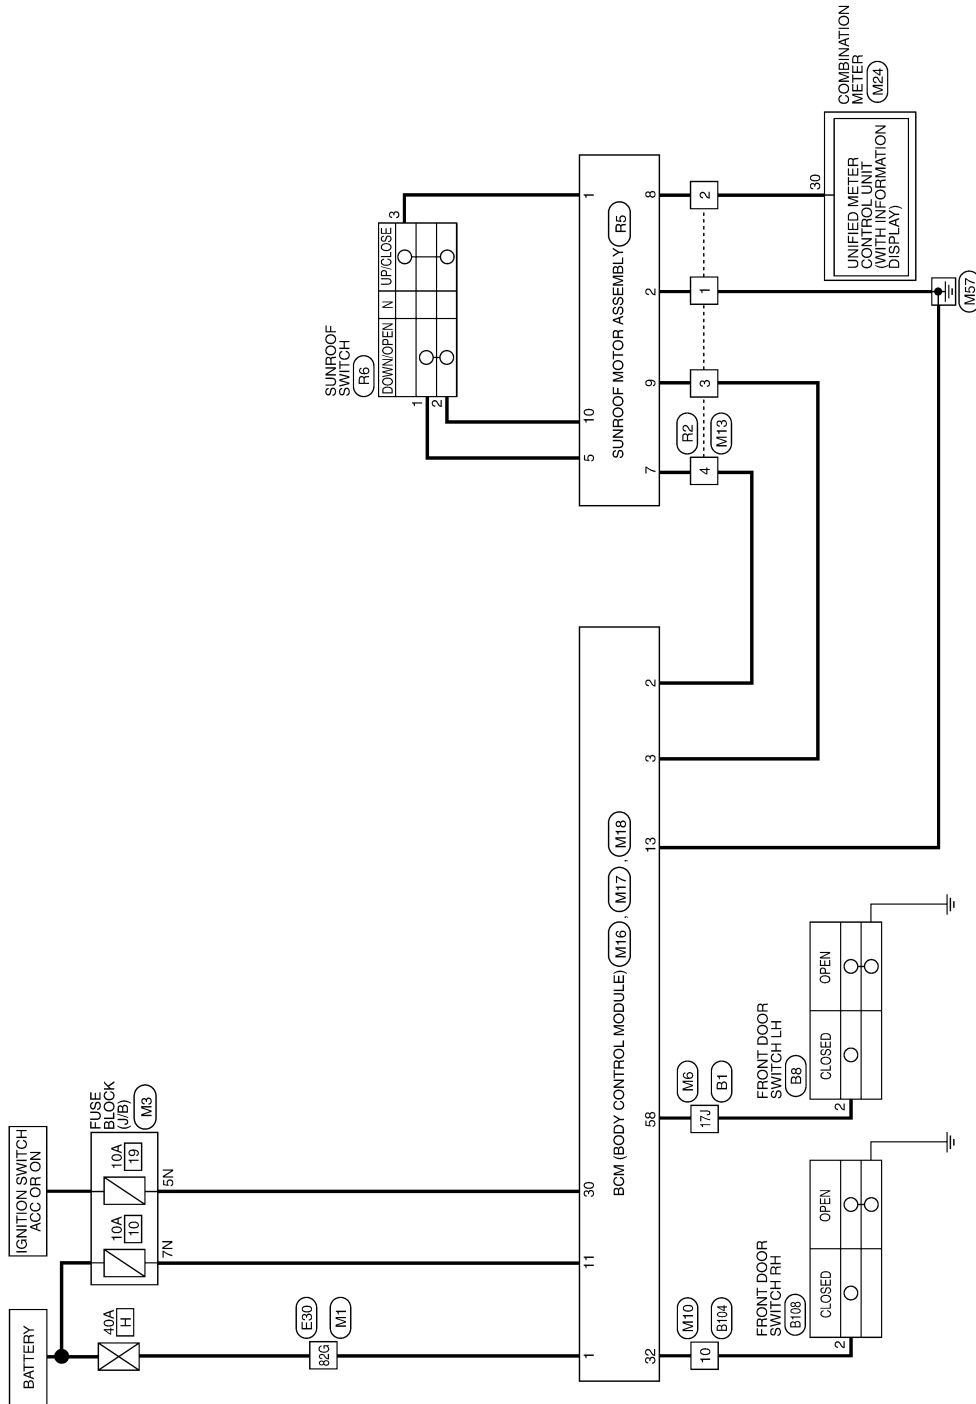 BATTERY
IGNITION SWITCH
ACC OR ON
40A
H
10A
10
10A
19
FUSE
BLOCK
(J/B)
M3
7N
5N
82G
E30
M1
SUNROOF
SWITCH
R6
DOWN/OPEN
N
UP/CLOSE
1
2
3
1
11
30
BCM (BODY CONTROL MODULE) M16 , M17 , M18
32
58
13
3
2
5
10
1
SUNROOF MOTOR ASSEMBLY R5
7
9
2
8
10
M10
B104
17J
M6
B1
4
3
1
2
R2
M13
FRONT DOOR
SWITCH RH
B108
2
CLOSED
OPEN
FRONT DOOR
SWITCH LH
B8
2
CLOSED
OPEN
M57
30
UNIFIED METER
CONTROL UNIT
(WITH INFORMATION
DISPLAY)
COMBINATION
METER
M24